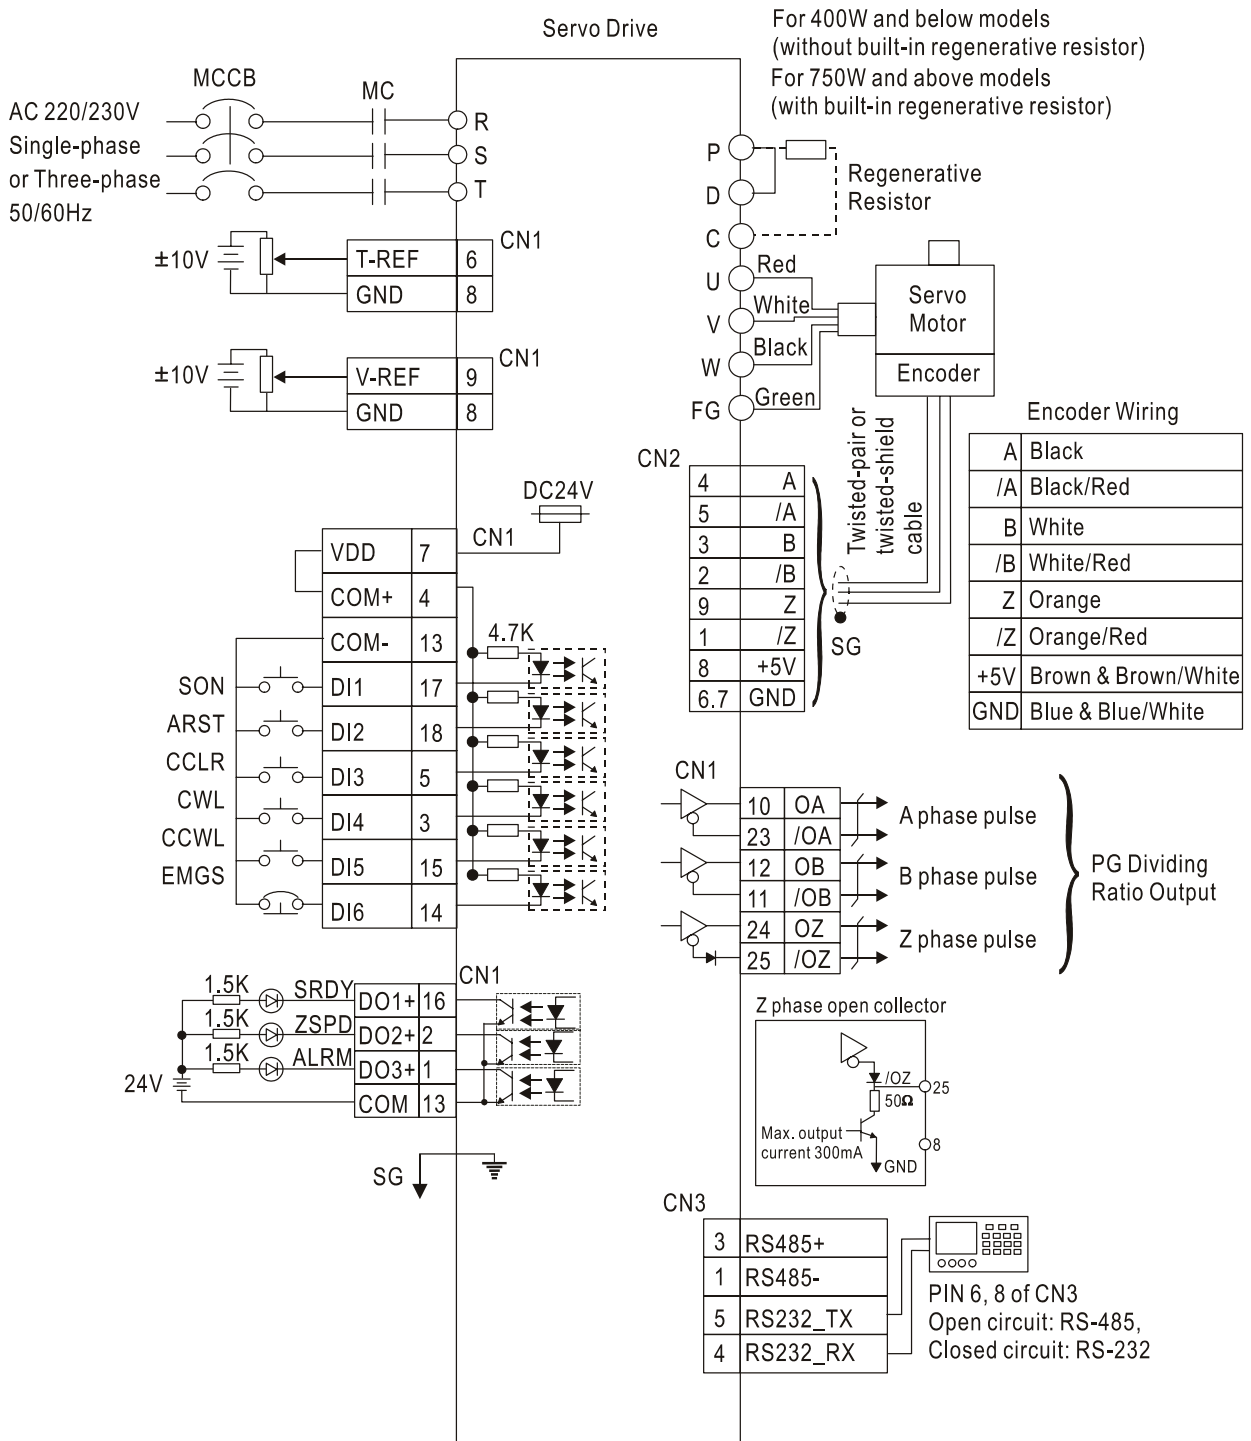 Servo Drive
For 400W and below models
(without built-in regenerative resistor)
For 750W and above models
(with built-in regenerative resistor)
MCCB
MC
AC 220/230V
Single-phase
or Three-phase
50/60Hz
R
S
T
P
D
C
Regenerative
Resistor
±10V
T-REF 6
GND 8
CN1
±10V
V-REF 9
GND 8
CN1
U Red
V White
W Black
FG Green
Servo
Motor
Encoder
Twisted-pair or
twisted-shield
cable
SG
Encoder Wiring
A Black
/A Black/Red
B White
/B White/Red
Z Orange
/Z Orange/Red
+5V Brown & Brown/White
GND Blue & Blue/White
CN2
4 A
5 /A
3 B
2 /B
9 Z
1 /Z
8 +5V
6.7 GND
DC24V
CN1
VDD 7
COM+ 4
COM- 13
4.7K
SON DI1 17
ARST DI2 18
CCLR DI3 5
CWL DI4 3
CCWL DI5 15
EMGS DI6 14
CN1
10 OA
23 /OA
A phase pulse
12 OB
11 /OB
B phase pulse
24 OZ
25 /OZ
Z phase pulse
PG Dividing
Ratio Output
CN1
1.5K SRDY DO1+ 16
1.5K ZSPD DO2+ 2
1.5K ALRM DO3+ 1
24V COM 13
SG
Z phase open collector
/OZ
25
50Ω
Max. output
current 300mA
8
GND
CN3
3 RS485+
1 RS485-
5 RS232_TX
4 RS232_RX
PIN 6, 8 of CN3
Open circuit: RS-485,
Closed circuit: RS-232